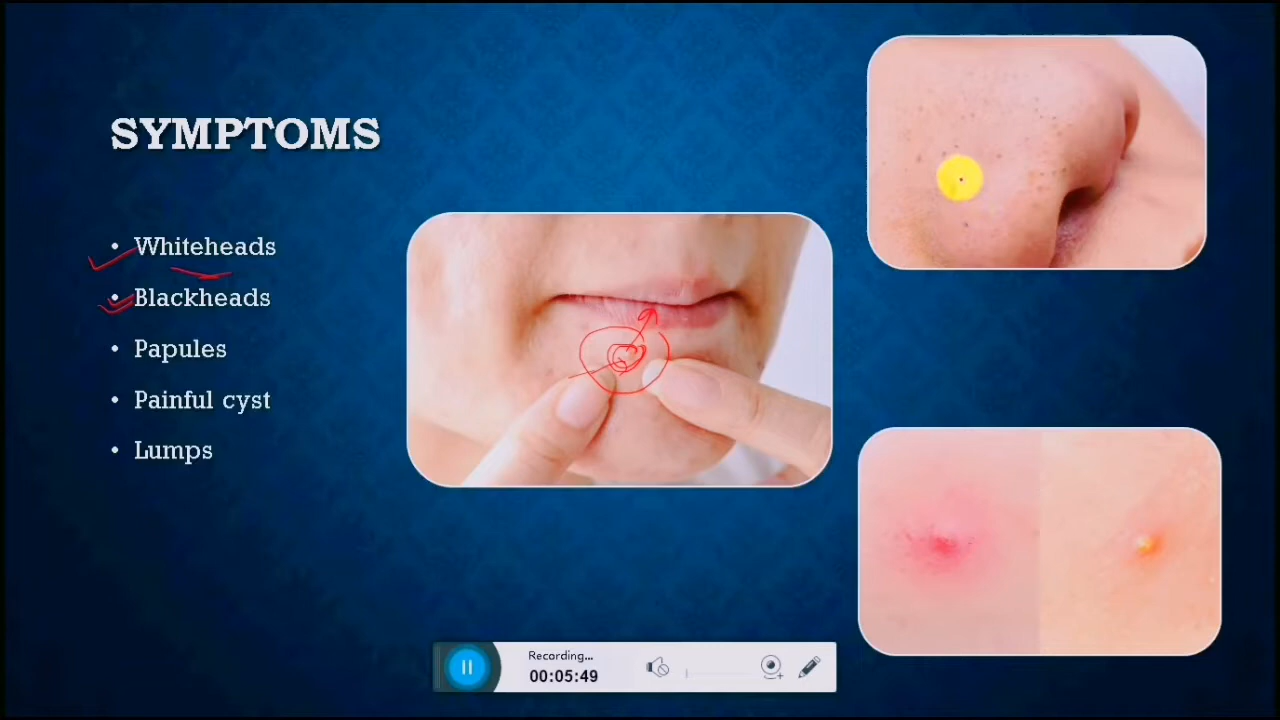 SYMPTOMS
• Whiteheads
• Blackheads
• Papules
• Painful cyst
• Lumps
Recording...
00:05:49